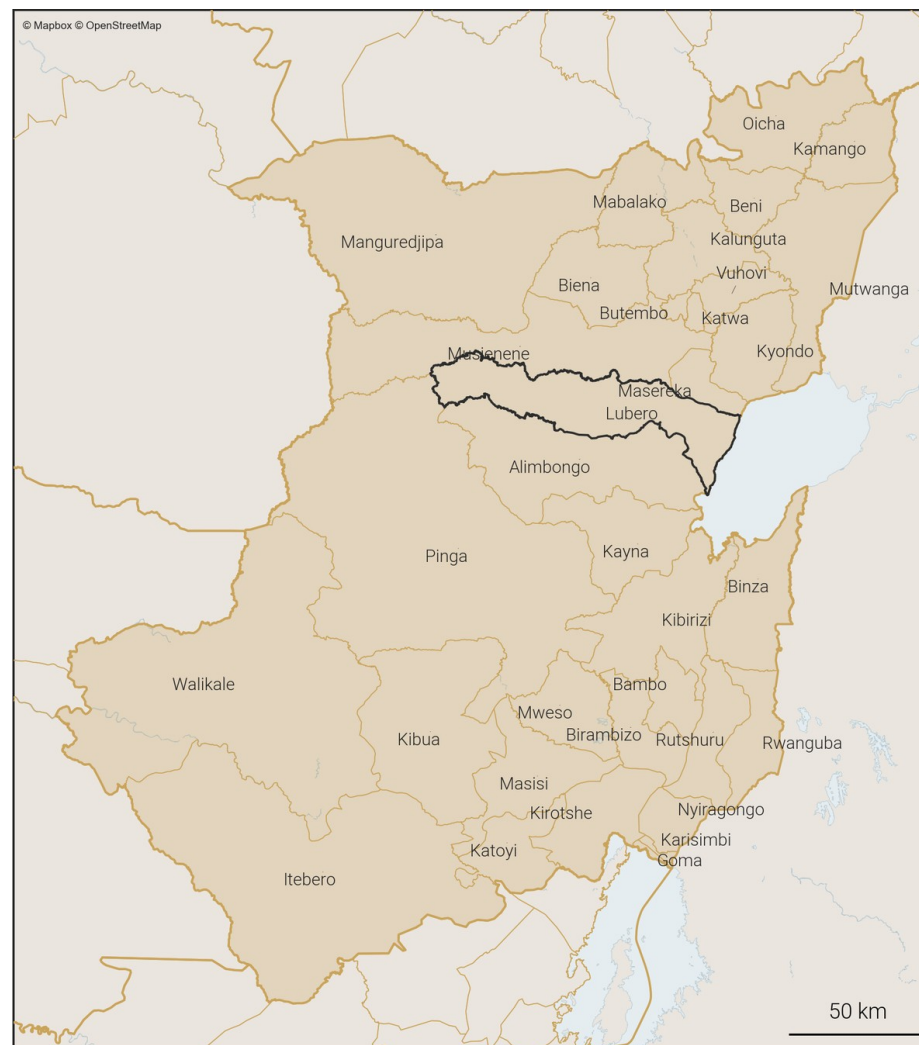 © Mapbox © OpenStreetMap
Oicha
Kamango
Mabalako
Beni
Manguredjipa
Kalunguta
Vuhovi
Biena
Mutwanga
Butembo
Katwa
Musienene
Kyondo
Masereka
Lubero
Alimbongo
Pinga
Kayna
Binza
Kibirizi
Walikale
Bambo
Mweso
Kibua
Birambizo
Rutshuru
Rwanguba
Masisi
Kirotshe
Nyiragongo
Karisimbi
Katoyi
Goma
Itebero
50 km